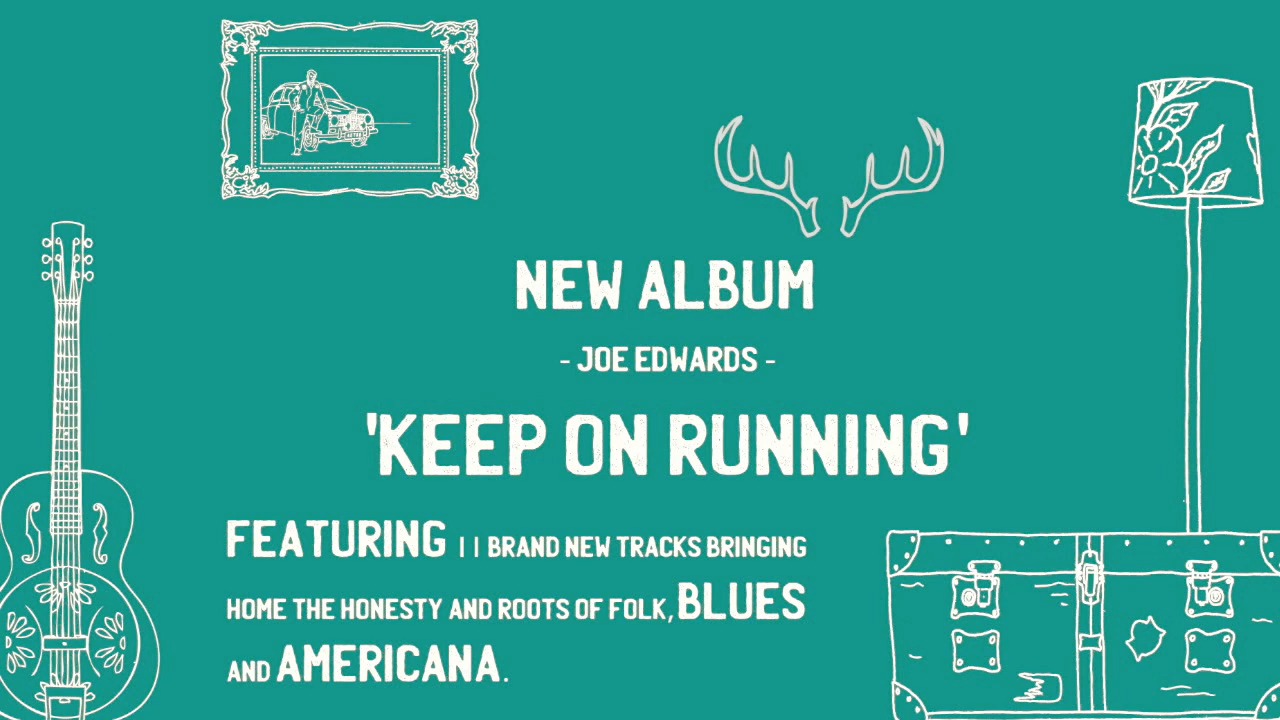 NEW ALBUM
- JOE EDWARDS -
'KEEP ON RUNNING'
FEATURING 11 BRAND NEW TRACKS BRINGING
HOME THE HONESTY AND ROOTS OF FOLK, BLUES
AND AMERICANA.